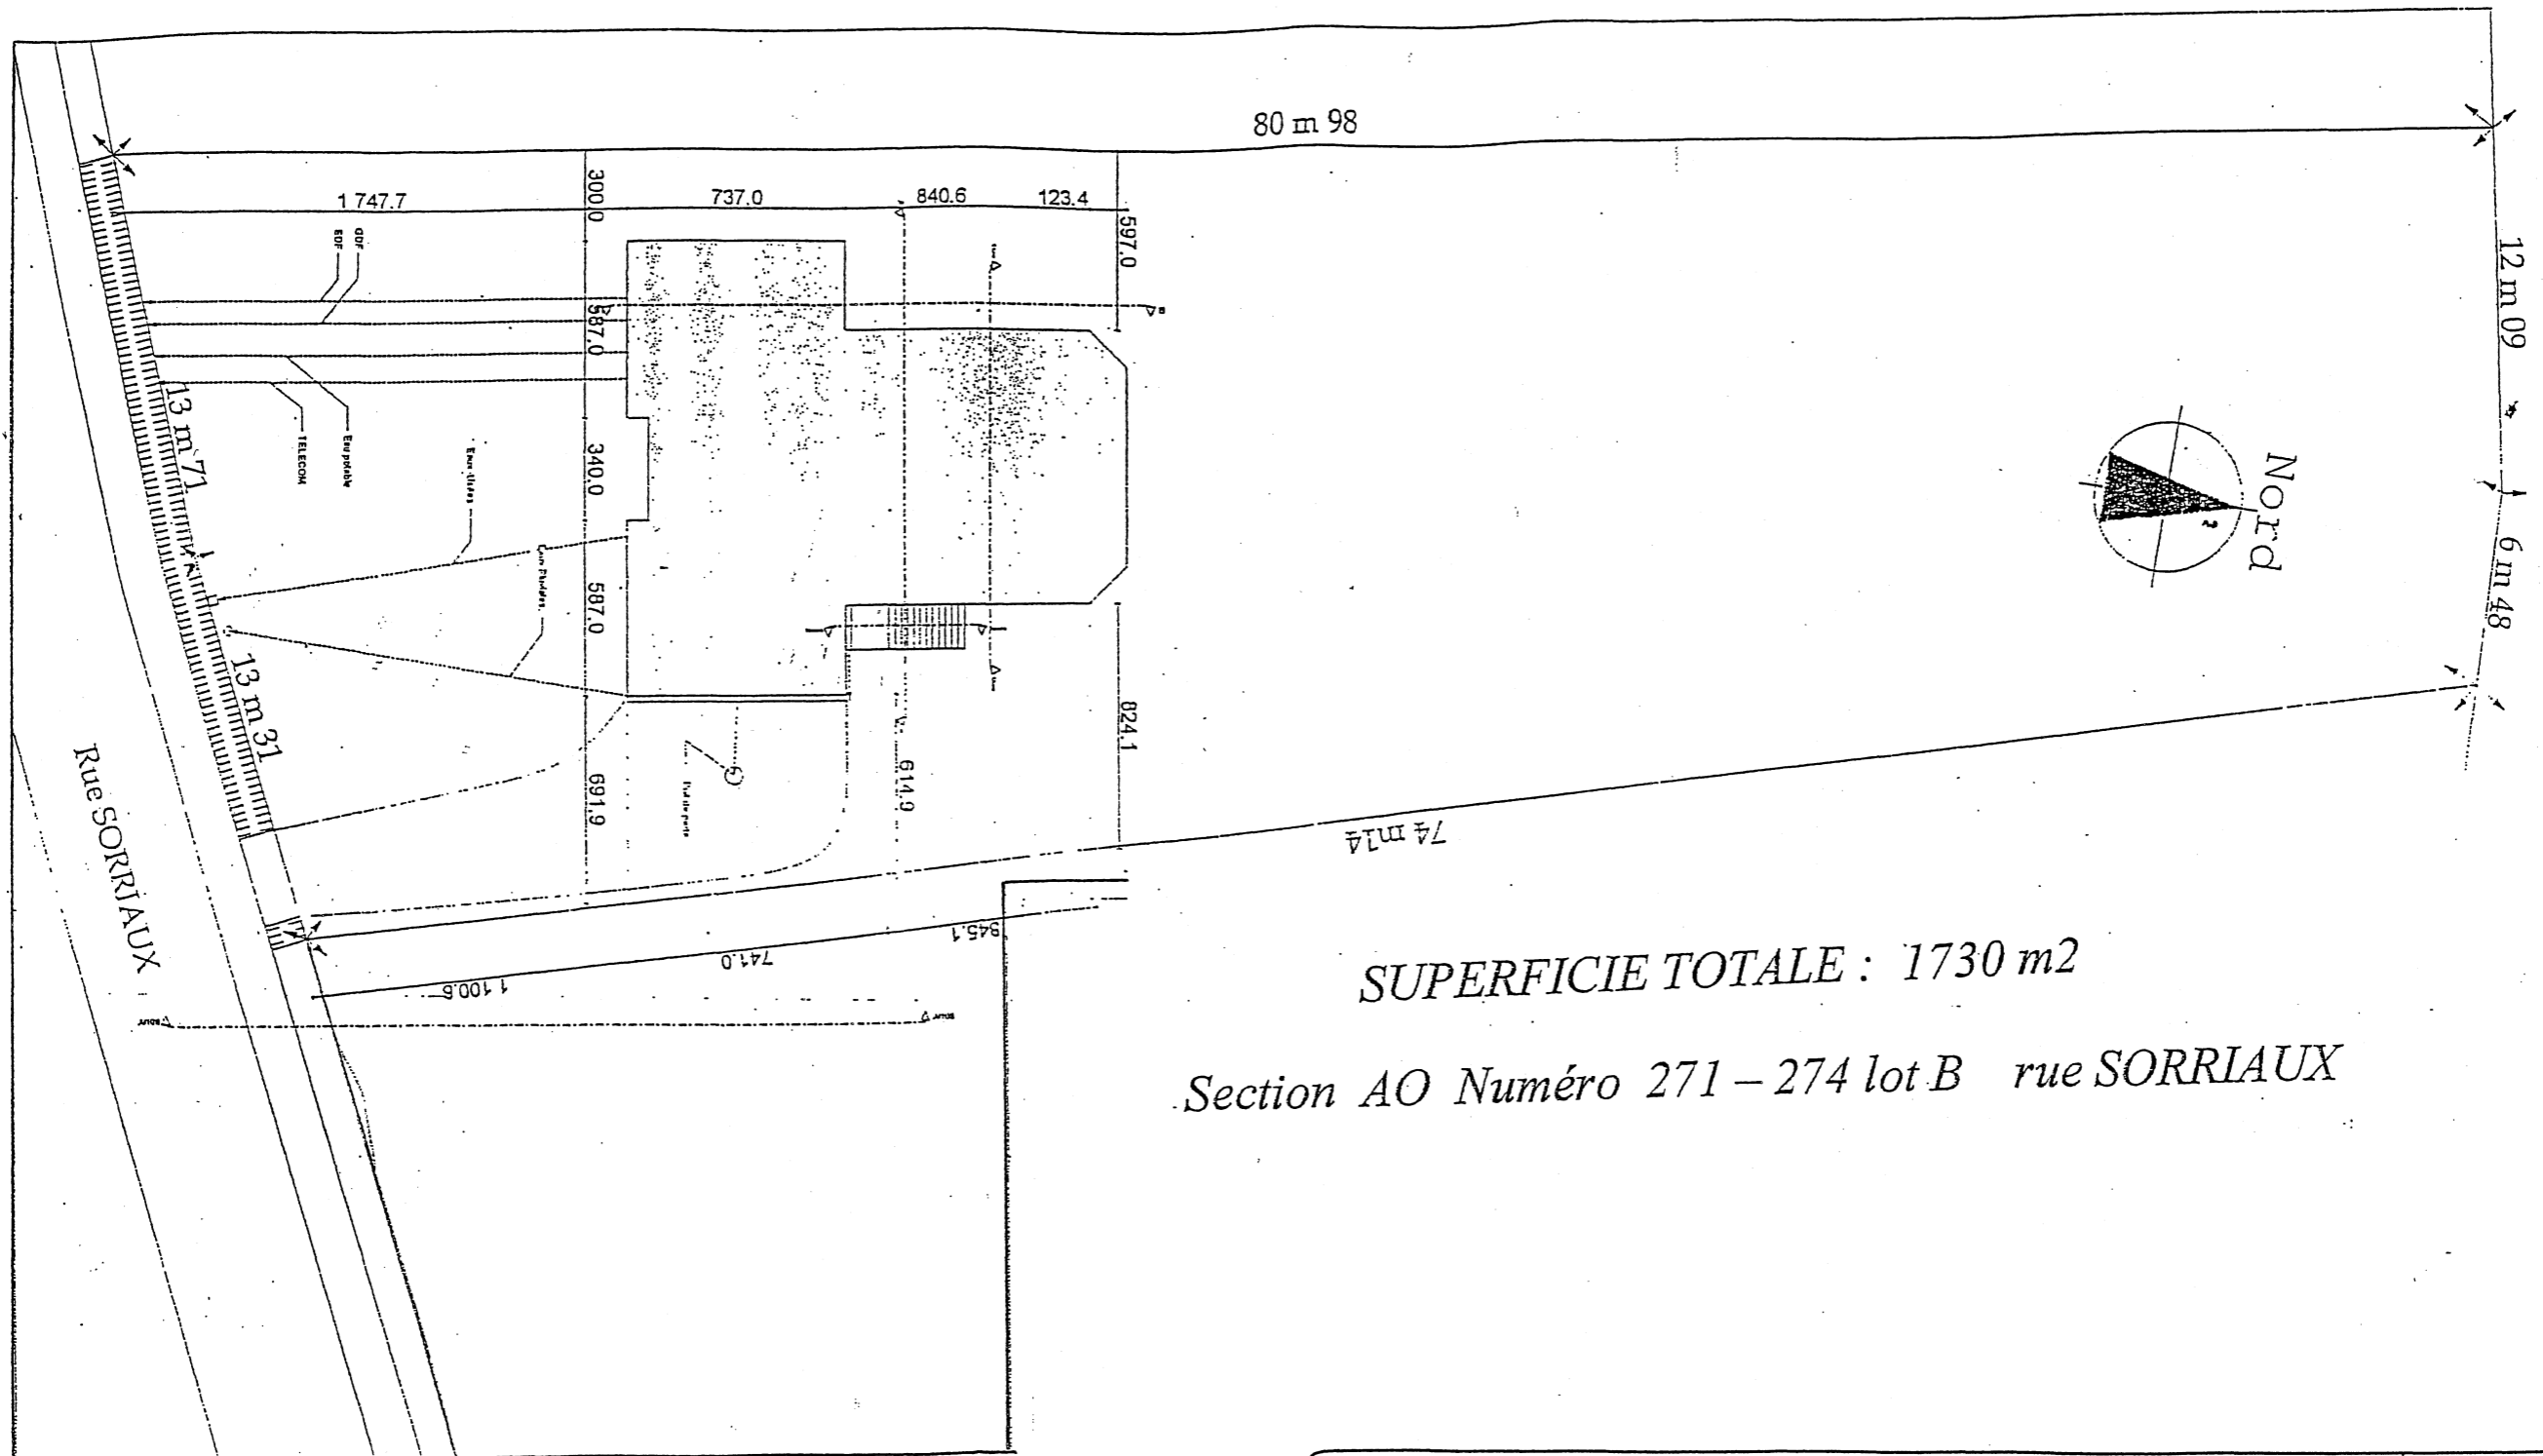 80 m 98
1 747.7
300.0
737.0
840.6
123.4
597.0
12 m 09
GDF
EDF
587.0
13 m 71
TELECOM
Eau potable
340.0
Nord
6 m 48
587.0
13 m 31
Rue SORRIAUX
691.9
614.9
824.1
74 m14
845.1
741.0
1 100.6
SUPERFICIE TOTALE : 1730 m2
Section AO Numéro 271 – 274 lot B rue SORRIAUX